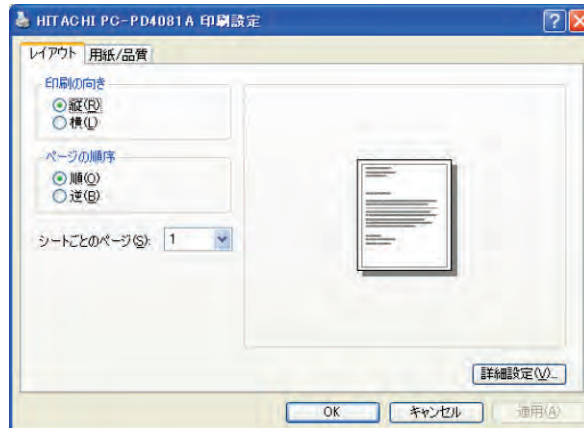 HITACHI PC-PD4081A 印刷設定
レイアウト 用紙/品質
印刷の向き
縦(R)
横(L)
ページの順序
順(O)
逆(B)
シートごとのページ(S): 1
詳細設定(V)...
OK キャンセル 適用(A)